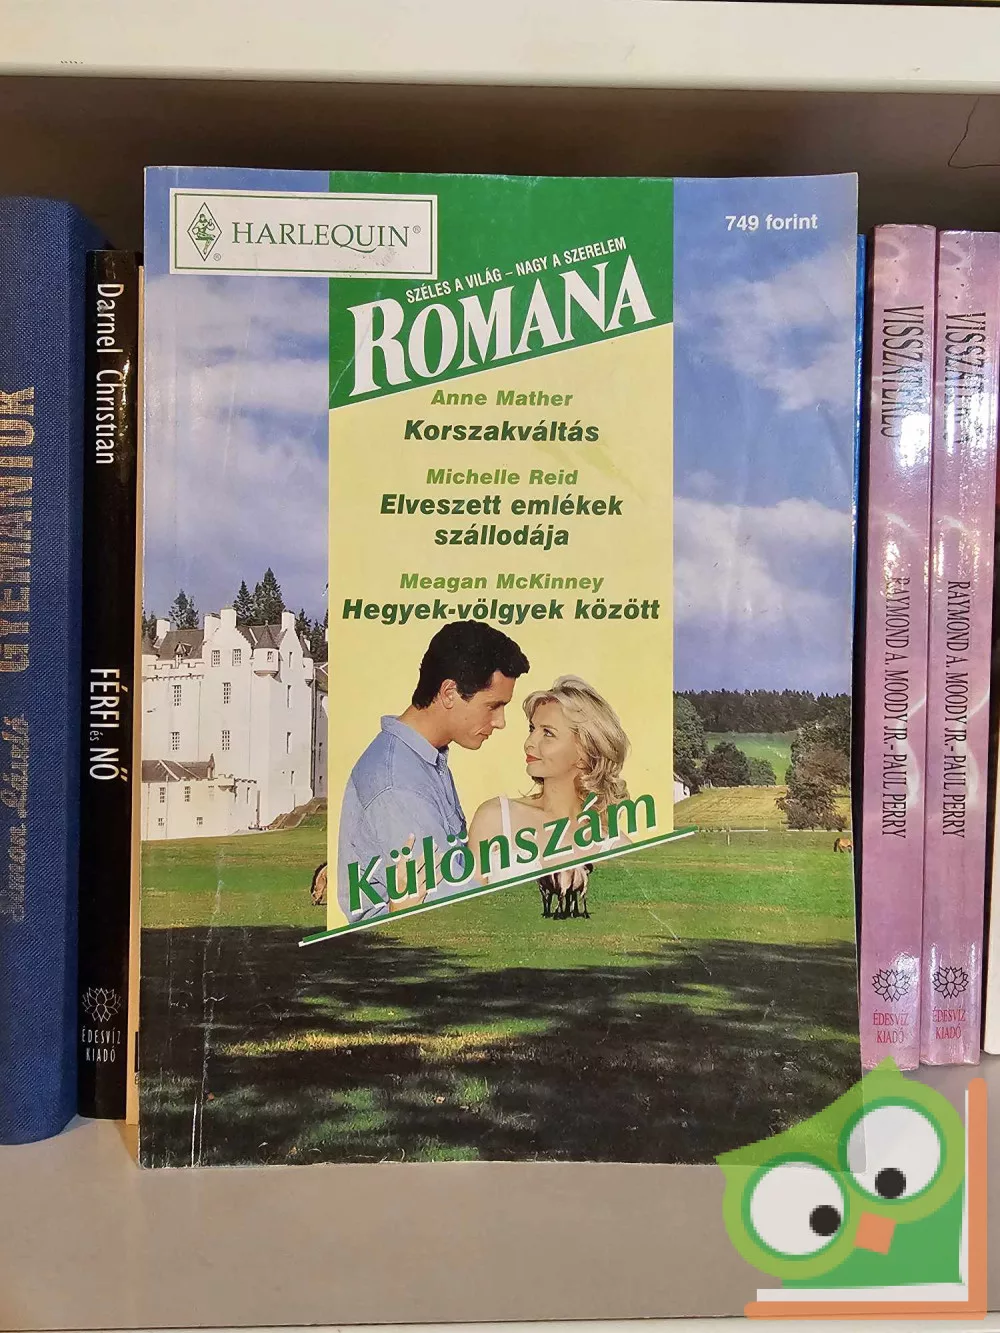 HARLEQUIN®
749 forint
SZÉLES A VILÁG – NAGY A SZERELEM
ROMANA
Anne Mather
Korszakváltás
Michelle Reid
Elveszett emlékek
szállodája
Meagan McKinney
Hegyek-völgyek között
Különszám
GYÉMÁNTOK
Darnel Christian
FÉRFI és NŐ
ÉDESVÍZ
KIADÓ
VISSZATÉRÉS
RAYMOND A. MOODY JR.- PAUL PERRY
ÉDESVÍZ
KIADÓ
RAYMOND A. MOODY JR.- PAUL PERRY
ÉDESVÍZ
KIADÓ